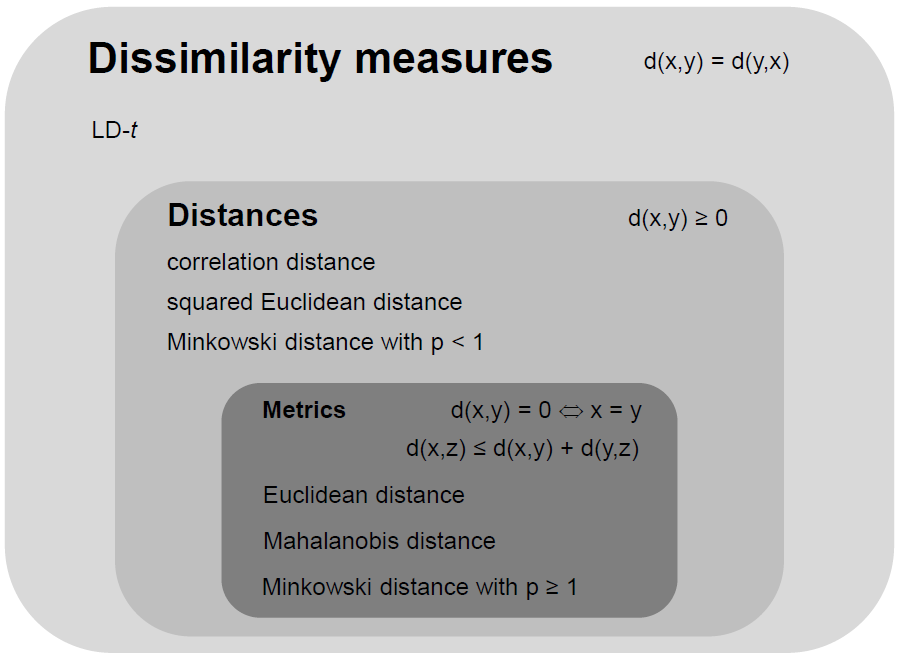 Dissimilarity measures d(x,y) = d(y,x)
LD-t
Distances d(x,y) ≥ 0
correlation distance
squared Euclidean distance
Minkowski distance with p < 1
Metrics d(x,y) = 0 ⇔ x = y
d(x,z) ≤ d(x,y) + d(y,z)
Euclidean distance
Mahalanobis distance
Minkowski distance with p ≥ 1